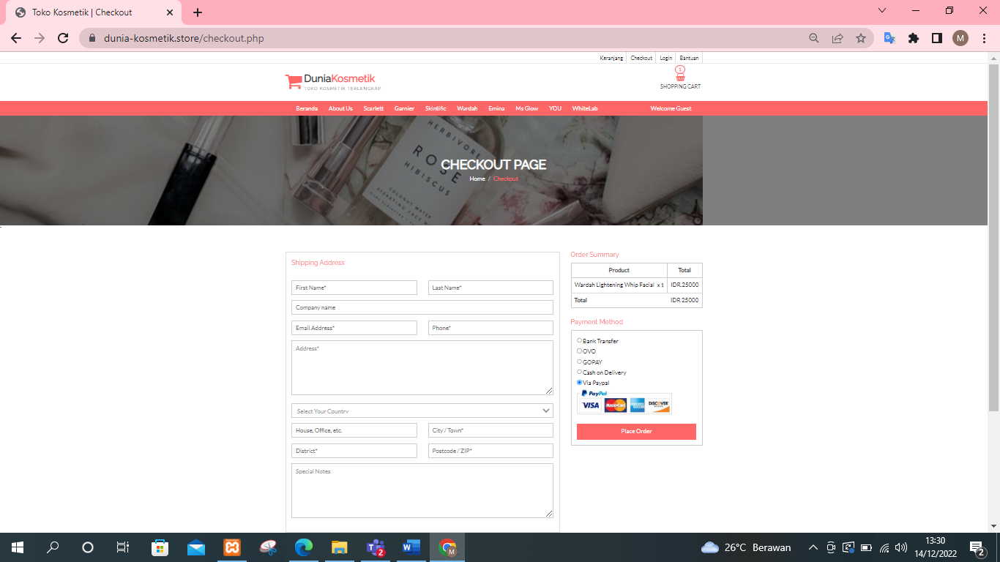 Toko Kosmetik | Checkout
dunia-kosmetik.store/checkout.php
M
Keranjang Checkout Login Bantuan
DuniaKosmetik
TOKO KOSMETIK TERLENGKAP
1
SHOPPING CART
Beranda About Us Scarlett Garnier Skintific Wardah Emina Ms Glow YOU WhiteLab Welcome Guest
HERBIVORE
ROSE
HIBISCUS
COCONUT WATER
HYDRATING FACE
CHECKOUT PAGE
Home / Checkout
Shipping Address
First Name* Last Name*
Company name
Email Address* Phone*
Address*
Select Your Country
House, Office, etc. City / Town*
District* Postcode / ZIP*
Special Notes
Order Summary
Product Total
Wardah Lightening Whip Facial x 1 IDR.25000
Total IDR 25000
Payment Method
Bank Transfer
OVO
GOPAY
Cash on Delivery
Via Paypal
PayPal
VISA MasterCard AMERICAN EXPRESS DISCOVER
Place Order
2
W
M
26°C Berawan
13:30
14/12/2022
2